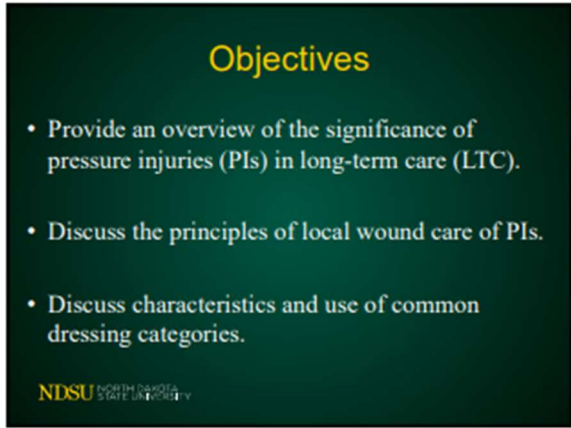 Objectives
• Provide an overview of the significance of
pressure injuries (PIs) in long-term care (LTC).
• Discuss the principles of local wound care of PIs.
• Discuss characteristics and use of common
dressing categories.
NDSU NORTH DAKOTA
STATE UNIVERSITY